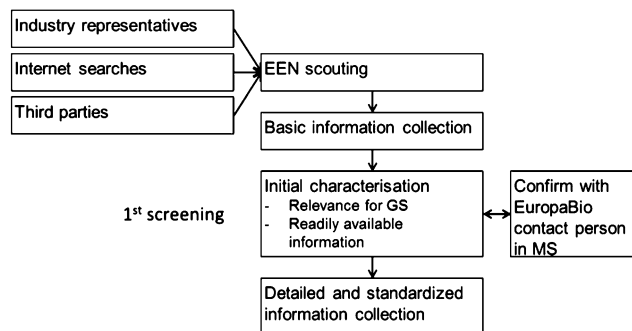 Industry representatives
Internet searches
Third parties
EEN scouting
Basic information collection
1st screening
Initial characterisation
- Relevance for GS
- Readily available
information
Confirm with
EuropaBio
contact person
in MS
Detailed and standardized
information collection